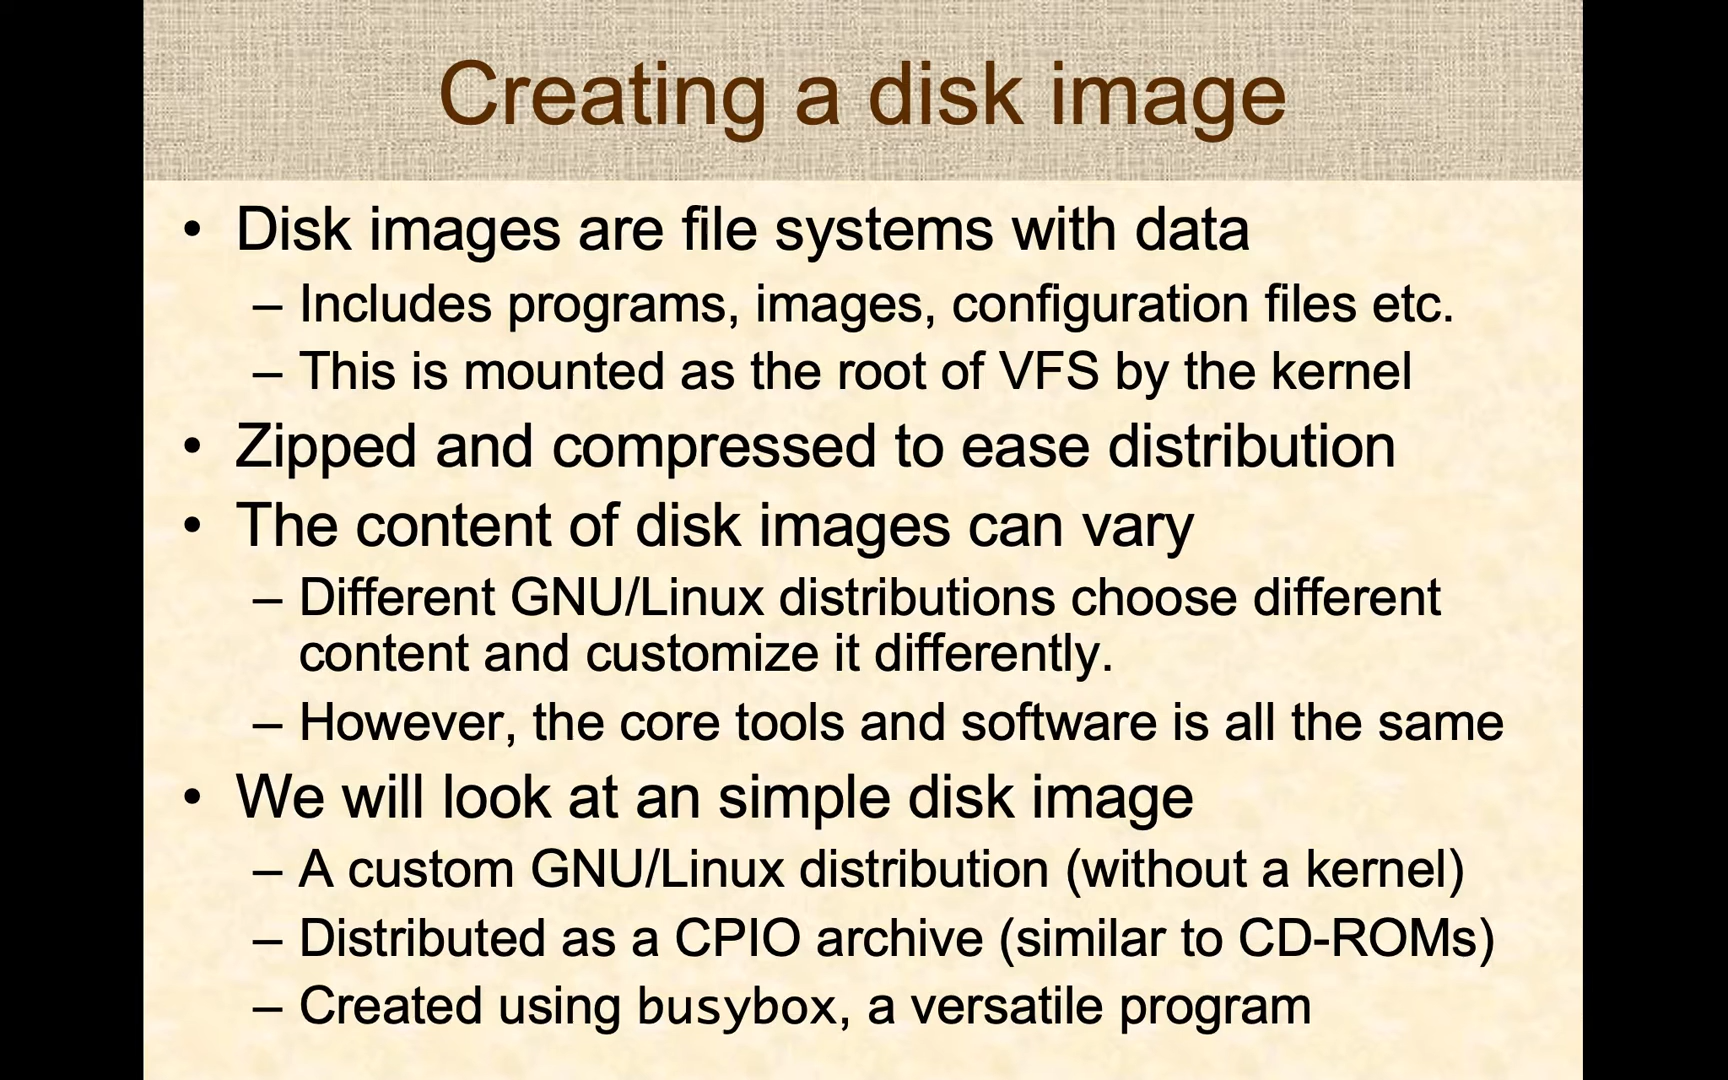 Creating a disk image
• Disk images are file systems with data
– Includes programs, images, configuration files etc.
– This is mounted as the root of VFS by the kernel
• Zipped and compressed to ease distribution
• The content of disk images can vary
– Different GNU/Linux distributions choose different
content and customize it differently.
– However, the core tools and software is all the same
• We will look at an simple disk image
– A custom GNU/Linux distribution (without a kernel)
– Distributed as a CPIO archive (similar to CD-ROMs)
– Created using busybox, a versatile program